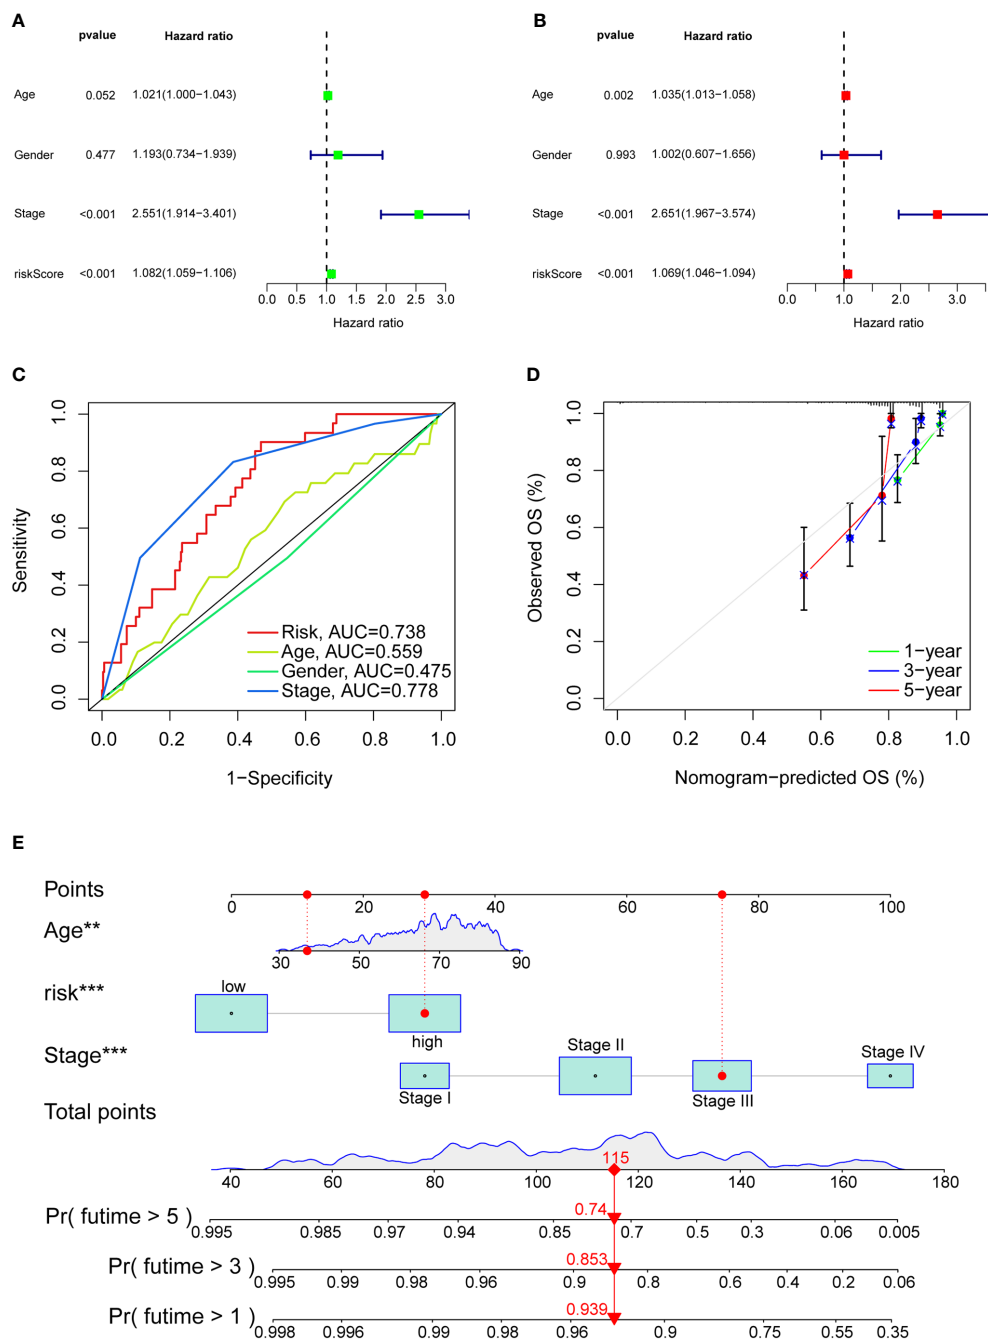 A
pvalue Hazard ratio
Age 0.052 1.021(1.000−1.043)
Gender 0.477 1.193(0.734−1.939)
Stage <0.001 2.551(1.914−3.401)
riskScore <0.001 1.082(1.059−1.106)
0.0 0.5 1.0 1.5 2.0 2.5 3.0
Hazard ratio
B
pvalue Hazard ratio
Age 0.002 1.035(1.013−1.058)
Gender 0.993 1.002(0.607−1.656)
Stage <0.001 2.651(1.967−3.574)
riskScore <0.001 1.069(1.046−1.094)
0.0 1.0 2.0 3.0
Hazard ratio
C
Sensitivity
1.0
0.8
0.6
0.4
0.2
0.0
Risk, AUC=0.738
Age, AUC=0.559
Gender, AUC=0.475
Stage, AUC=0.778
0.0 0.2 0.4 0.6 0.8 1.0
1−Specificity
D
Observed OS (%)
1.0
0.8
0.6
0.4
0.2
0.0
1−year
3−year
5−year
0.0 0.2 0.4 0.6 0.8 1.0
Nomogram−predicted OS (%)
E
Points
0 20 40 60 80 100
Age**
30 50 70 90
risk***
low
high
Stage***
Stage I
Stage II
Stage III
Stage IV
Total points
115
40 60 80 100 120 140 160 180
0.74
Pr( futime > 5 )
0.995 0.985 0.97 0.94 0.85 0.7 0.5 0.3 0.06 0.005
0.853
Pr( futime > 3 )
0.995 0.99 0.98 0.96 0.9 0.8 0.6 0.4 0.2 0.06
0.939
Pr( futime > 1 )
0.998 0.996 0.99 0.98 0.96 0.9 0.75 0.55 0.35